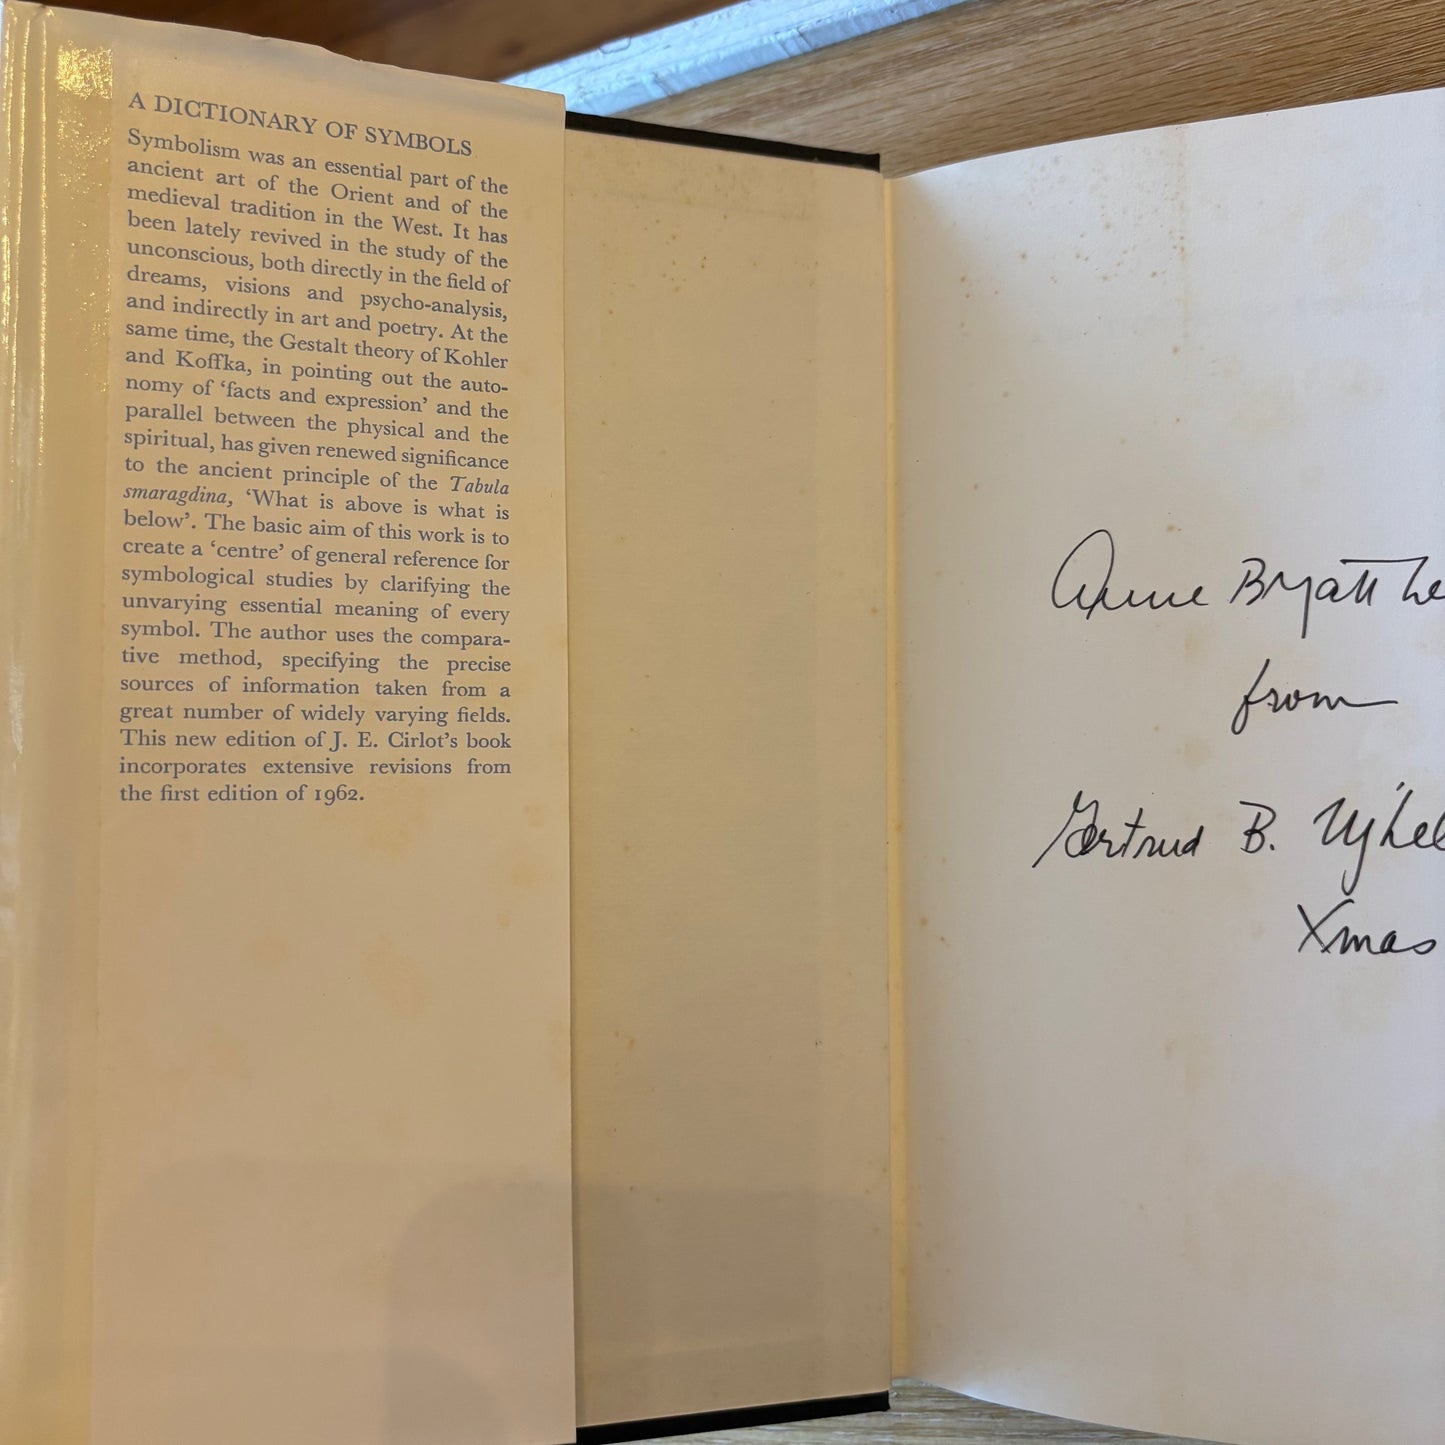 A DICTIONARY OF SYMBOLS
Symbolism was an essential part of the
ancient art of the Orient and of the
medieval tradition in the West. It has
been lately revived in the study of the
unconscious, both directly in the field of
dreams, visions and psycho-analysis,
and indirectly in art and poetry. At the
same time, the Gestalt theory of Kohler
and Koffka, in pointing out the auto-
nomy of ‘facts and expression’ and the
parallel between the physical and the
spiritual, has given renewed significance
to the ancient principle of the Tabula
smaragdina, ‘What is above is what is
below’. The basic aim of this work is to
create a ‘centre’ of general reference for
symbological studies by clarifying the
unvarying essential meaning of every
symbol. The author uses the compara-
tive method, specifying the precise
sources of information taken from a
great number of widely varying fields.
This new edition of J. E. Cirlot’s book
incorporates extensive revisions from
the first edition of 1962.
Anne
from
Gertrud B.
Xmas